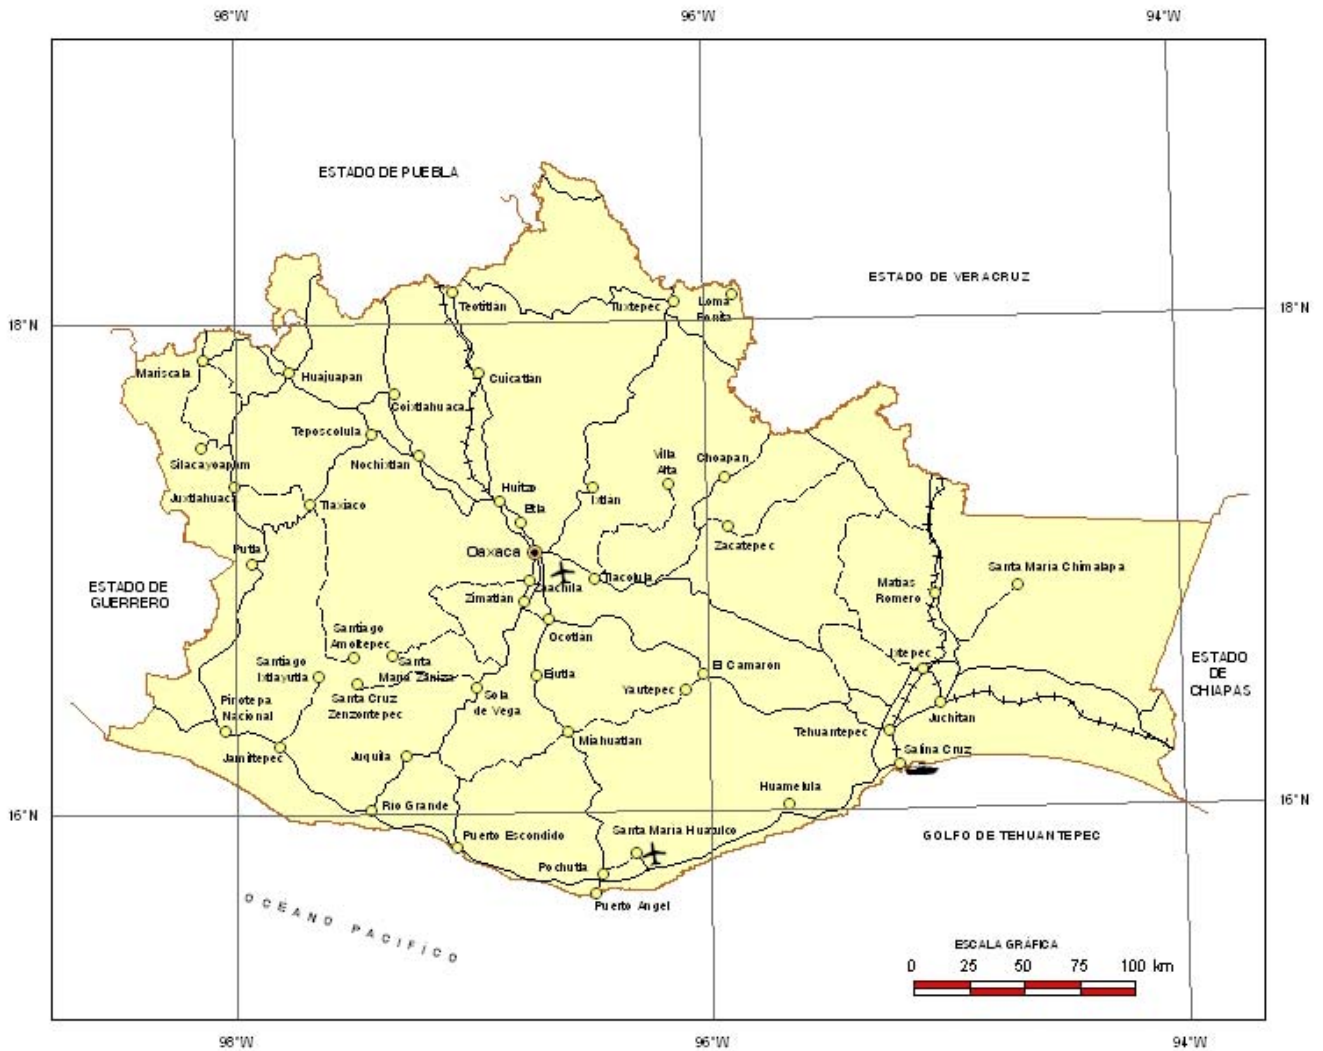 98°W 96°W 94°W
ESTADO DE PUEBLA
ESTADO DE VERACRUZ
Teotitlan
Tuxtepec
Loma
Bonita
18°N
18°N
Mariscala
Huajuapan
Cuicatlan
Coixtlahuaca
Teposcolula
Nochixtlan
Villa
Alta
Choapan
Silacayoapam
Juxtlahuaca
Tlaxiaco
Huitzo
Ixtlan
Etla
Oaxaca
Zacatepec
Putla
Santa Maria Chimalapa
ESTADO DE
GUERRERO
Tlacolula
Zaachila
Zimatlan
Matias
Romero
Ocotlan
Santiago
Amoltepec
Santa
Maria Zaniza
Santiago
Ixtlayutla
Santa Cruz
Zenzontepec
Ejutla
El Camaron
Yautepec
Ixtepec
ESTADO
DE
CHIAPAS
Pinotepa
Nacional
Sola
de Vega
Juchitan
Jamiltepec
Juquila
Miahuatlan
Tehuantepec
Salina Cruz
Rio Grande
Huamelula
16°N
16°N
Puerto Escondido
Santa Maria Huatulco
GOLFO DE TEHUANTEPEC
Pochutla
Puerto Angel
OCEANO PACIFÍCO
ESCALA GRÁFICA
0 25 50 75 100 km
98°W 96°W 94°W